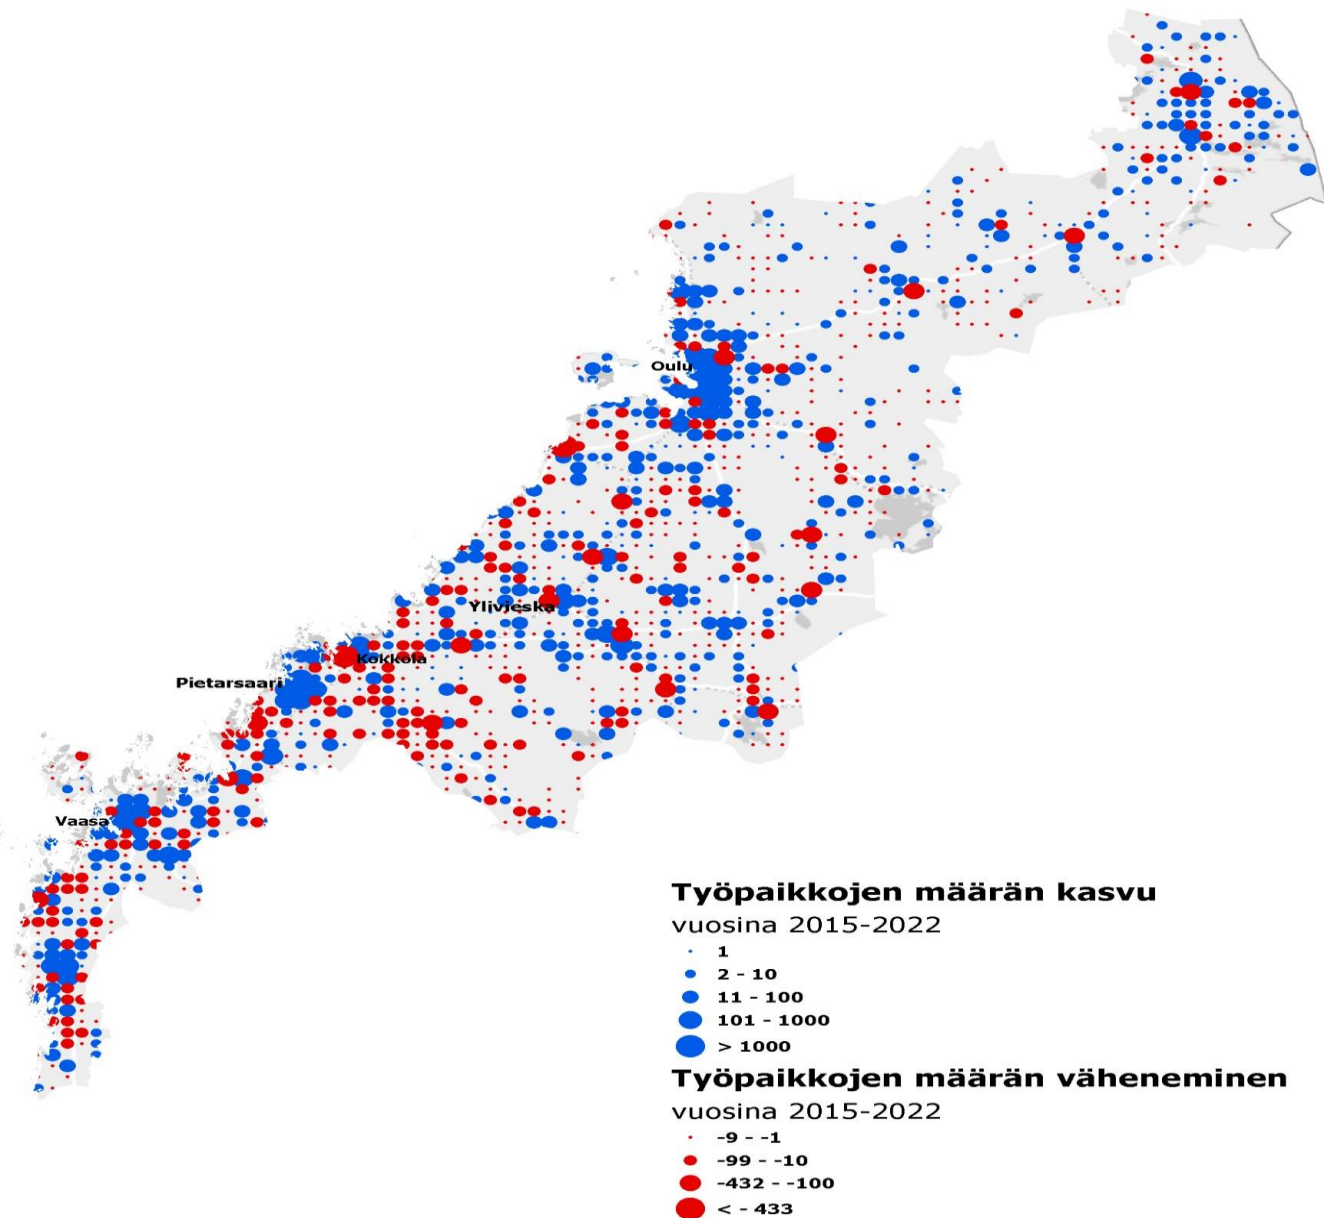 Oulu
Ylivieska
Kokkola
Pietarsaari
Vaasa
Työpaikkojen määrän kasvu
vuosina 2015-2022
1
2 - 10
11 - 100
101 - 1000
> 1000
Työpaikkojen määrän väheneminen
vuosina 2015-2022
-9 - -1
-99 - -10
-432 - -100
< - 433